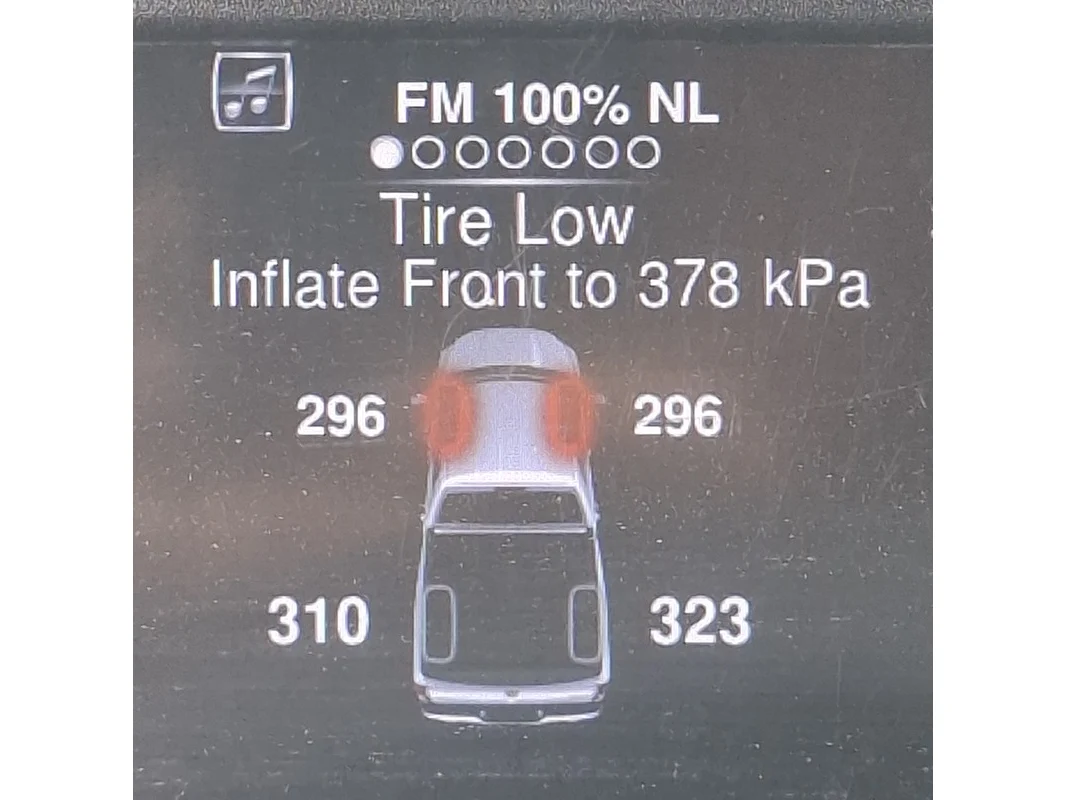 FM 100% NL
Tire Low
Inflate Front to 378 kPa
296 296
310 323